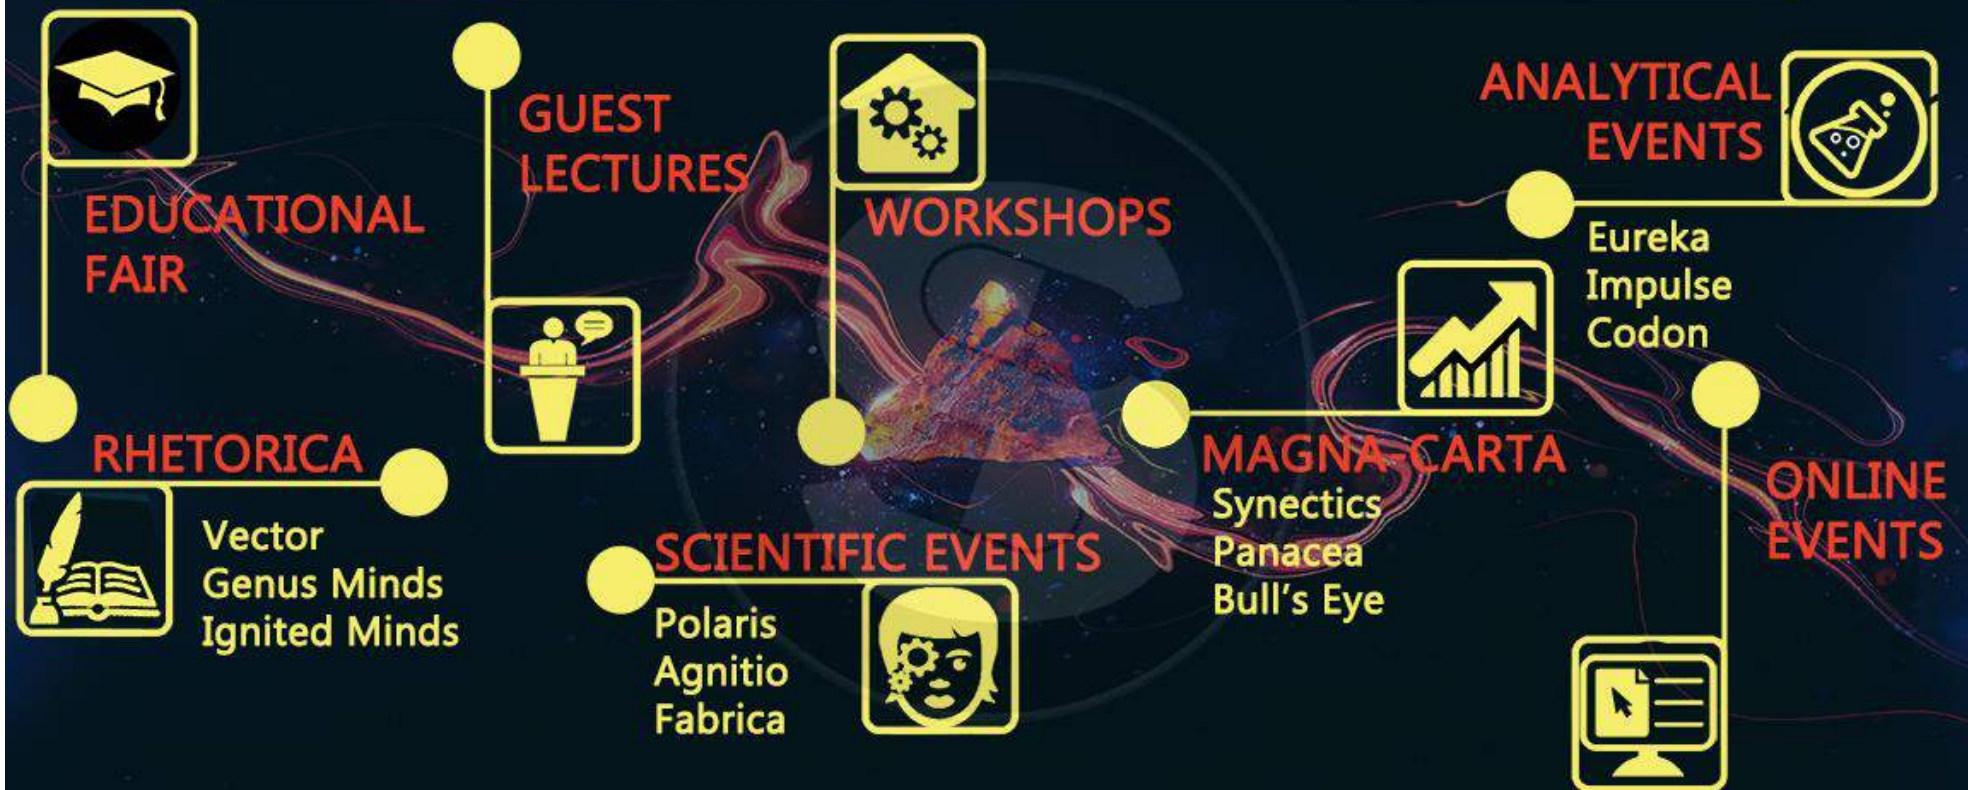 EDUCATIONAL
FAIR
GUEST
LECTURES
WORKSHOPS
ANALYTICAL
EVENTS
Eureka
Impulse
Codon
RHETORICA
Vector
Genus Minds
Ignited Minds
SCIENTIFIC EVENTS
Polaris
Agnitio
Fabrica
MAGNA-CARTA
Synectics
Panacea
Bull's Eye
ONLINE
EVENTS